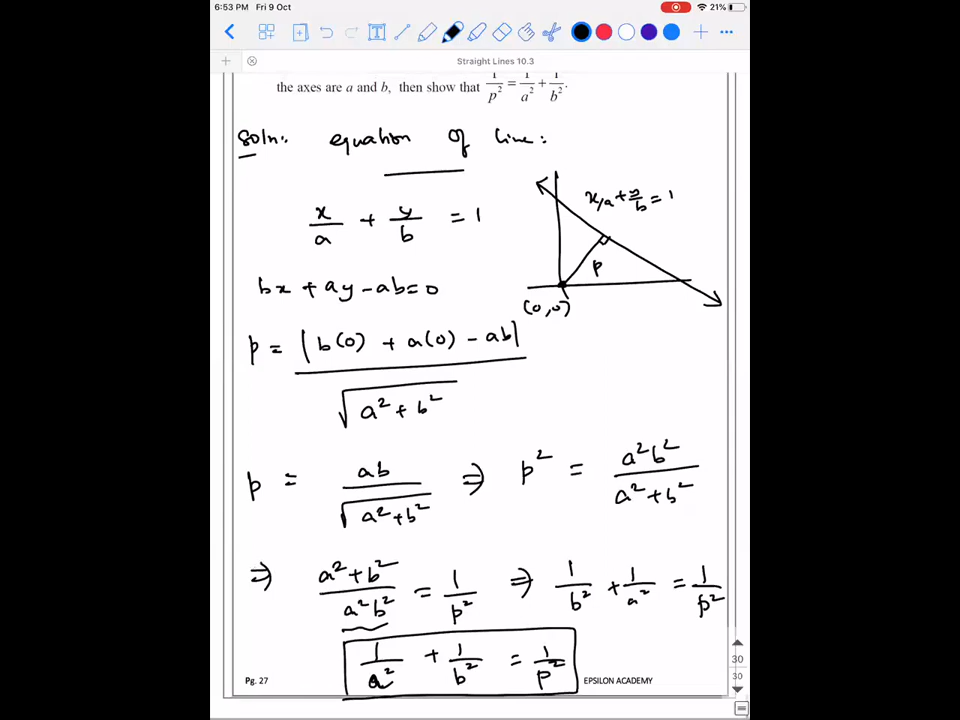 6:53 PM Fri 9 Oct 21%
Straight Lines 10.3
the axes are a and b, then show that 1/p² = 1/a² + 1/b².
Soln: equation of line:
x/a + y/b = 1
x/a + y/b = 1
bx + ay - ab = 0
p
(0,0)
p = |b(0) + a(0) - ab| / √(a² + b²)
p = ab / √(a² + b²) ⇒ p² = a²b² / (a² + b²)
⇒ (a² + b²) / a²b² = 1/p² ⇒ 1/b² + 1/a² = 1/p²
1/a² + 1/b² = 1/p²
30
30
Pg. 27 EPSILON ACADEMY